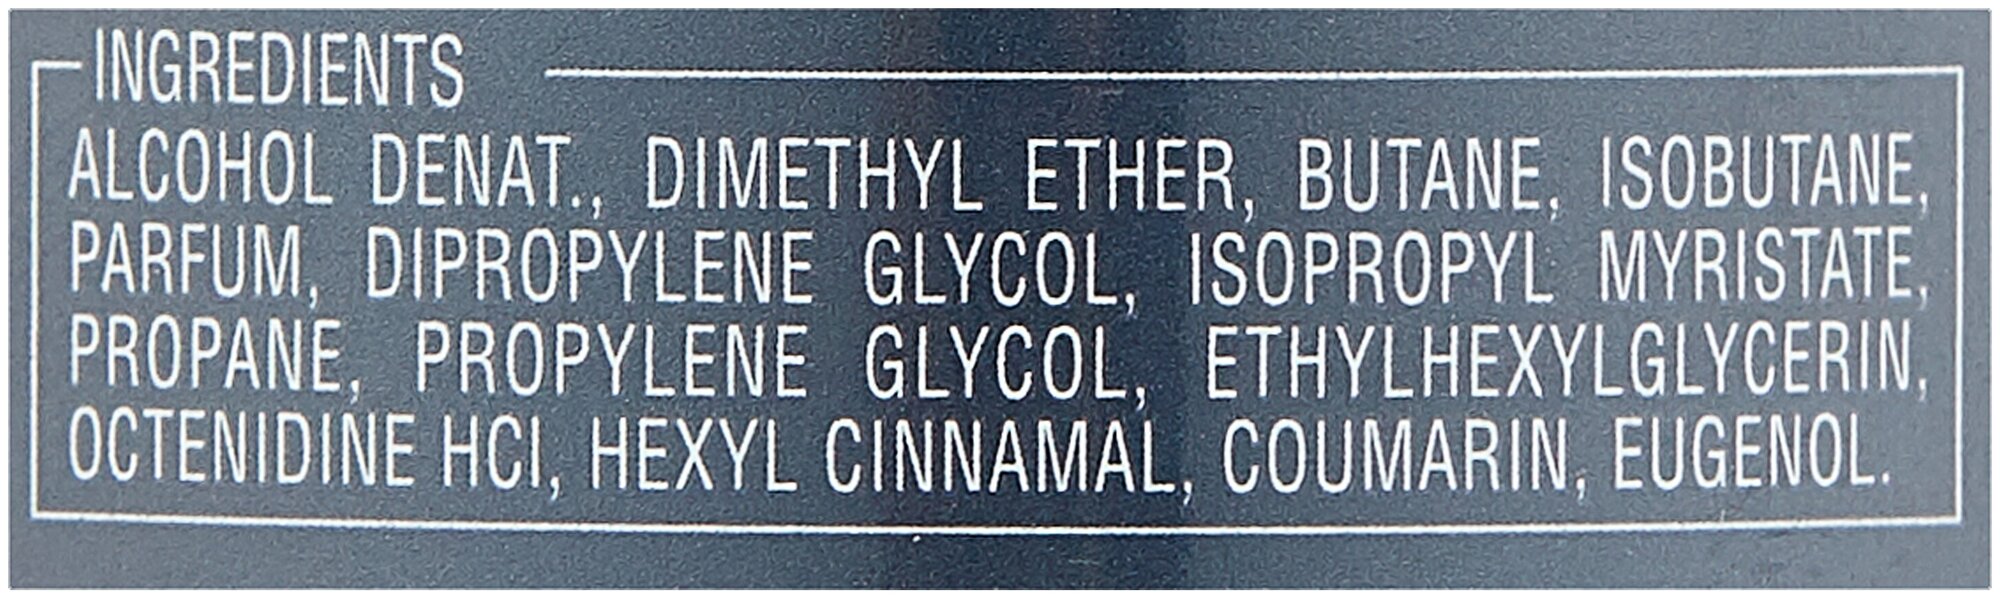 INGREDIENTS
ALCOHOL DENAT., DIMETHYL ETHER, BUTANE, ISOBUTANE,
PARFUM, DIPROPYLENE GLYCOL, ISOPROPYL MYRISTATE,
PROPANE, PROPYLENE GLYCOL, ETHYLHEXYLGLYCERIN,
OCTENIDINE HCI, HEXYL CINNAMAL, COUMARIN, EUGENOL.